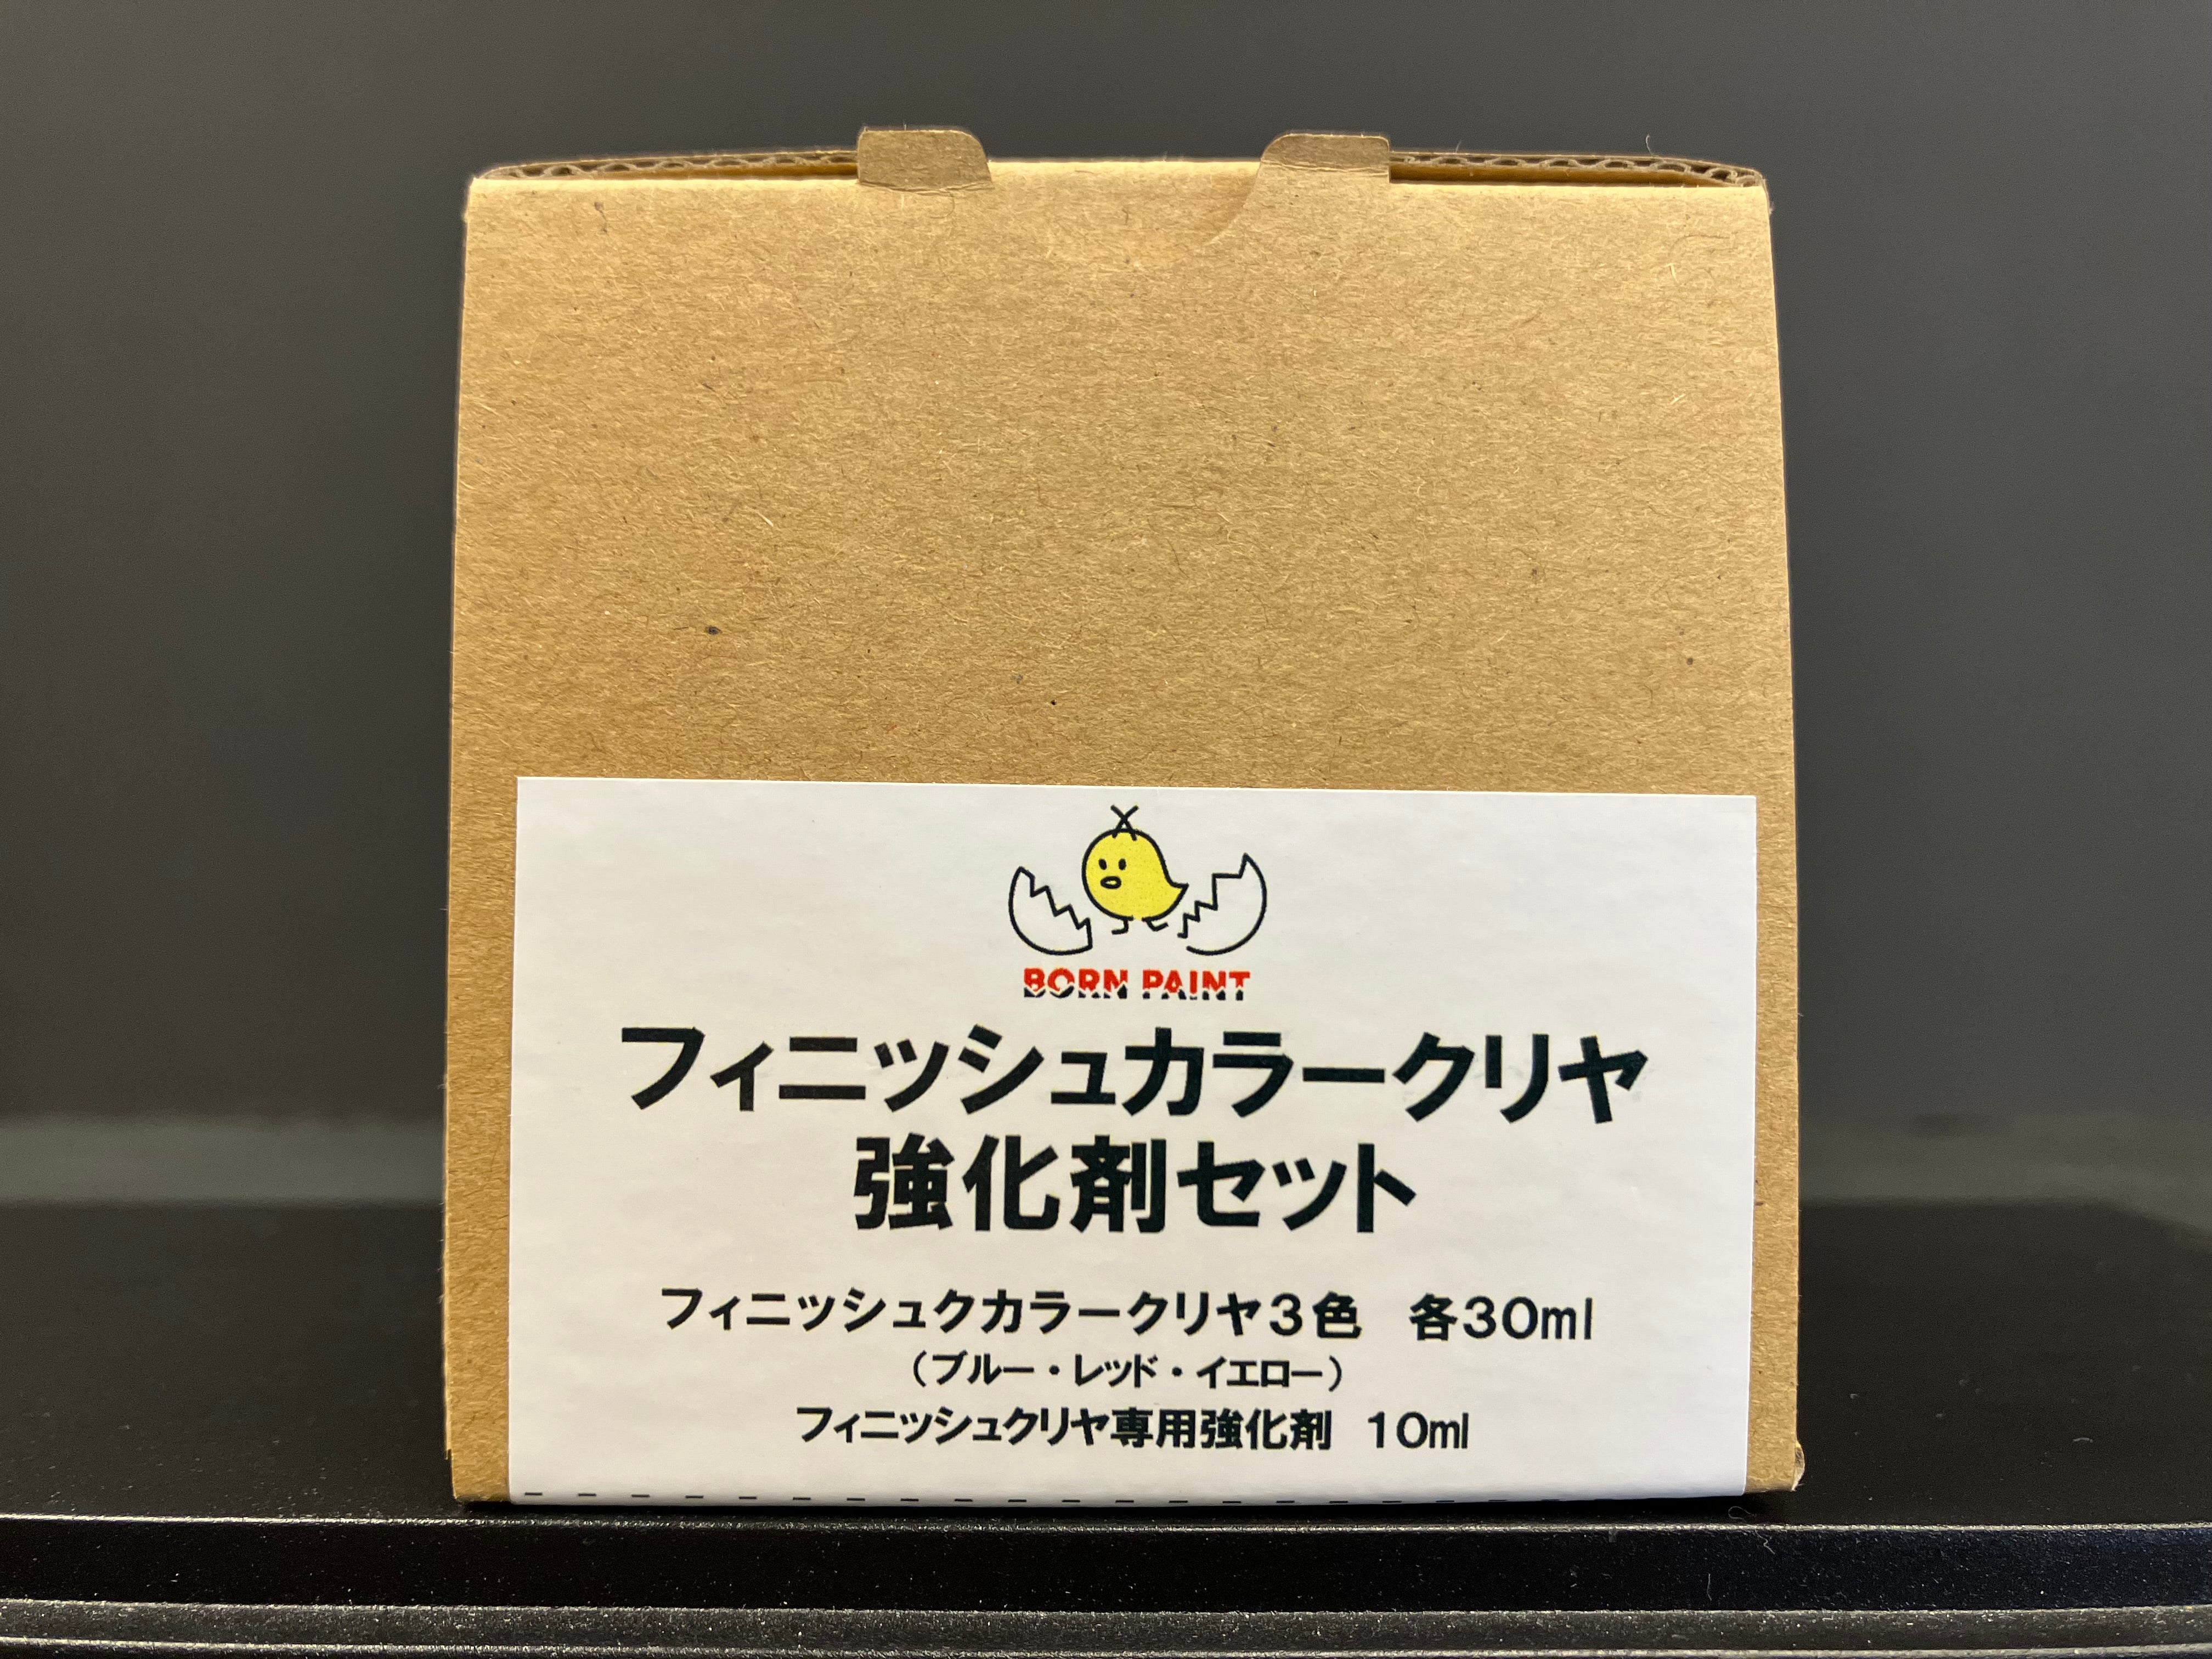 BORN PAINT
フィニッシュカラークリヤ
強化剤セット
フィニッシュクカラークリヤ３色　各３０ml
（ブルー・レッド・イエロー）
フィニッシュクリヤ専用強化剤　１０ml